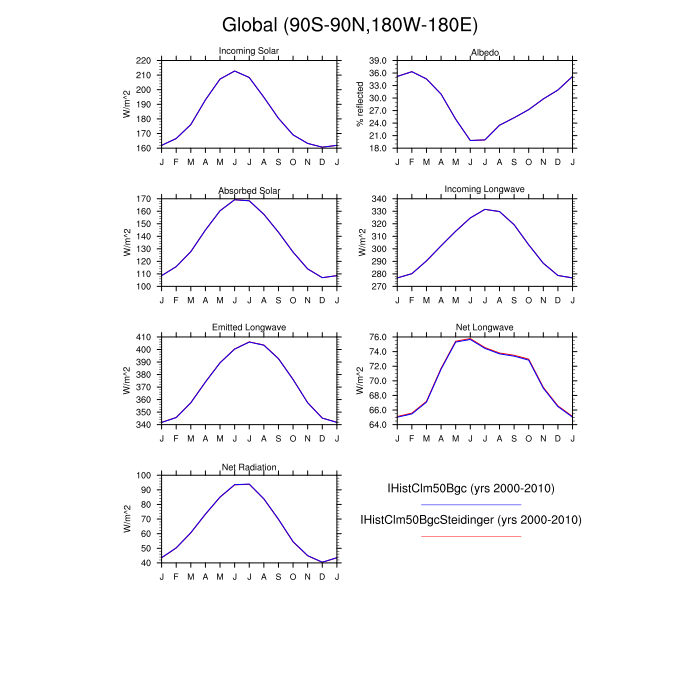 Global (90S-90N,180W-180E)
Incoming Solar
W/m^2
220
210
200
190
180
170
160
J F M A M J J A S O N D J
Albedo
% reflected
39.0
36.0
33.0
30.0
27.0
24.0
21.0
18.0
J F M A M J J A S O N D J
Absorbed Solar
W/m^2
170
160
150
140
130
120
110
100
J F M A M J J A S O N D J
Incoming Longwave
W/m^2
340
330
320
310
300
290
280
270
J F M A M J J A S O N D J
Emitted Longwave
W/m^2
410
400
390
380
370
360
350
340
J F M A M J J A S O N D J
Net Longwave
W/m^2
76.0
74.0
72.0
70.0
68.0
66.0
64.0
J F M A M J J A S O N D J
Net Radiation
W/m^2
100
90
80
70
60
50
40
J F M A M J J A S O N D J
IHistClm50Bgc (yrs 2000-2010)
IHistClm50BgcSteidinger (yrs 2000-2010)